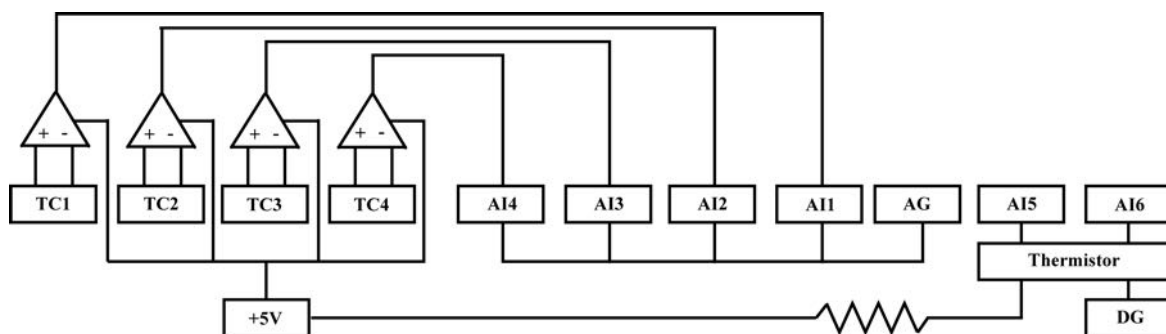 + - + - + - + -
TC1 TC2 TC3 TC4 AI4 AI3 AI2 AI1 AG AI5 AI6
Thermistor
+5V DG